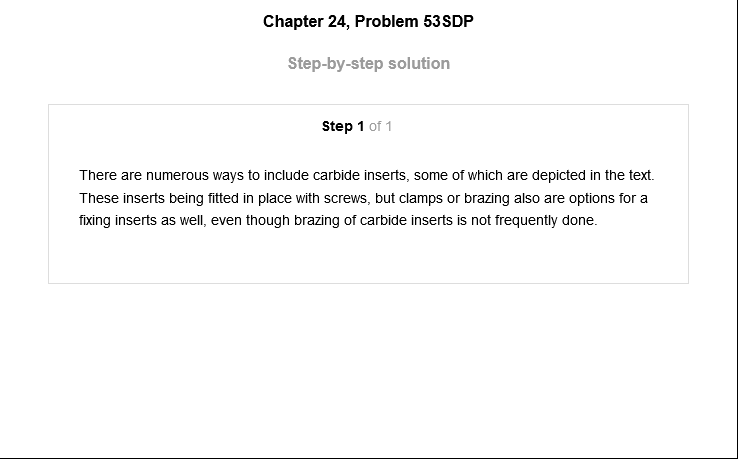 Chapter 24, Problem 53SDP
Step-by-step solution
Step 1 of 1
There are numerous ways to include carbide inserts, some of which are depicted in the text.
These inserts being fitted in place with screws, but clamps or brazing also are options for a
fixing inserts as well, even though brazing of carbide inserts is not frequently done.